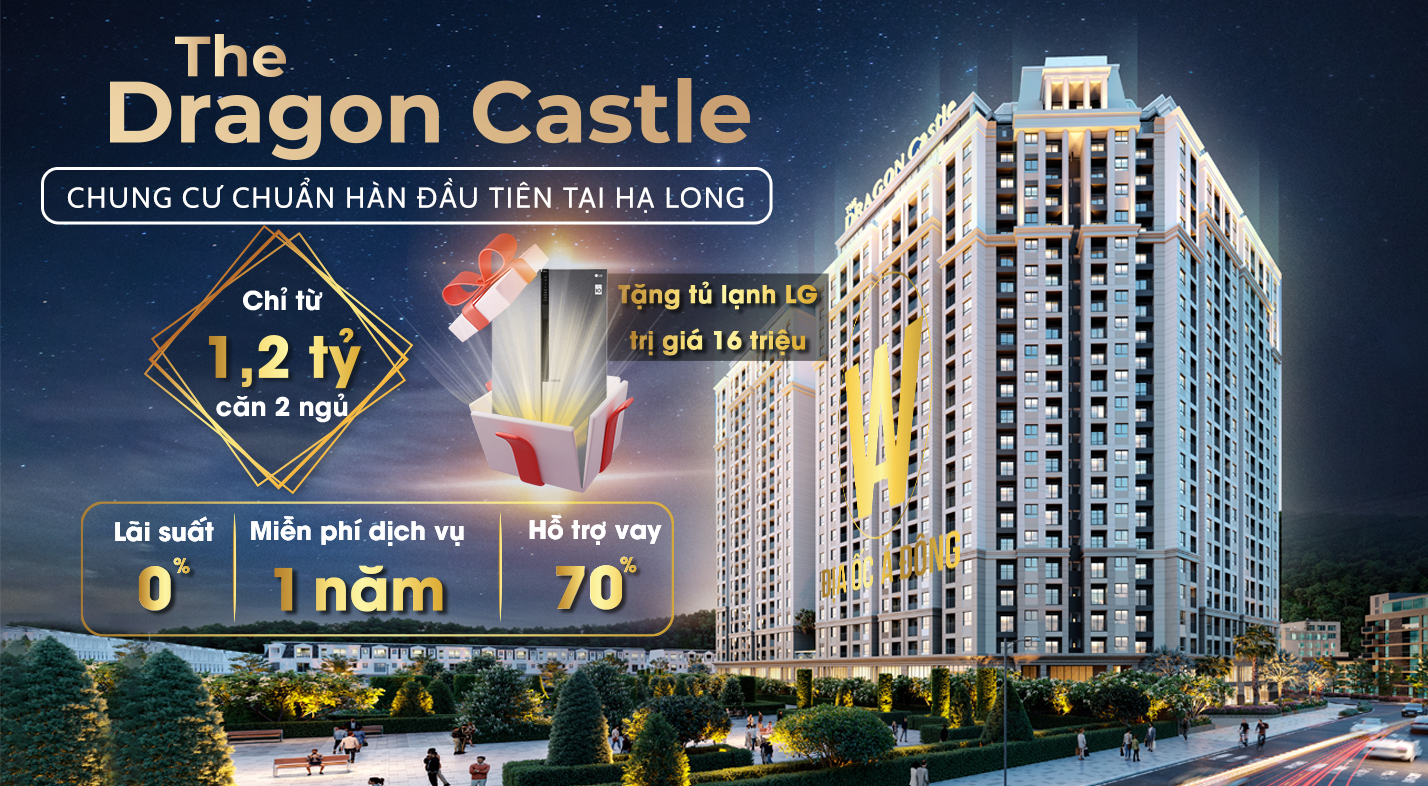 The
Dragon Castle
CHUNG CƯ CHUẨN HÀN ĐẦU TIÊN TẠI HẠ LONG
Chỉ từ
1,2 tỷ
căn 2 ngủ
Tặng tủ lạnh LG
trị giá 16 triệu
Lãi suất
0%
Miễn phí dịch vụ
1 năm
Hỗ trợ vay
70%
THE
DRAGON Castle
ĐỊA ỐC Á ĐÔNG